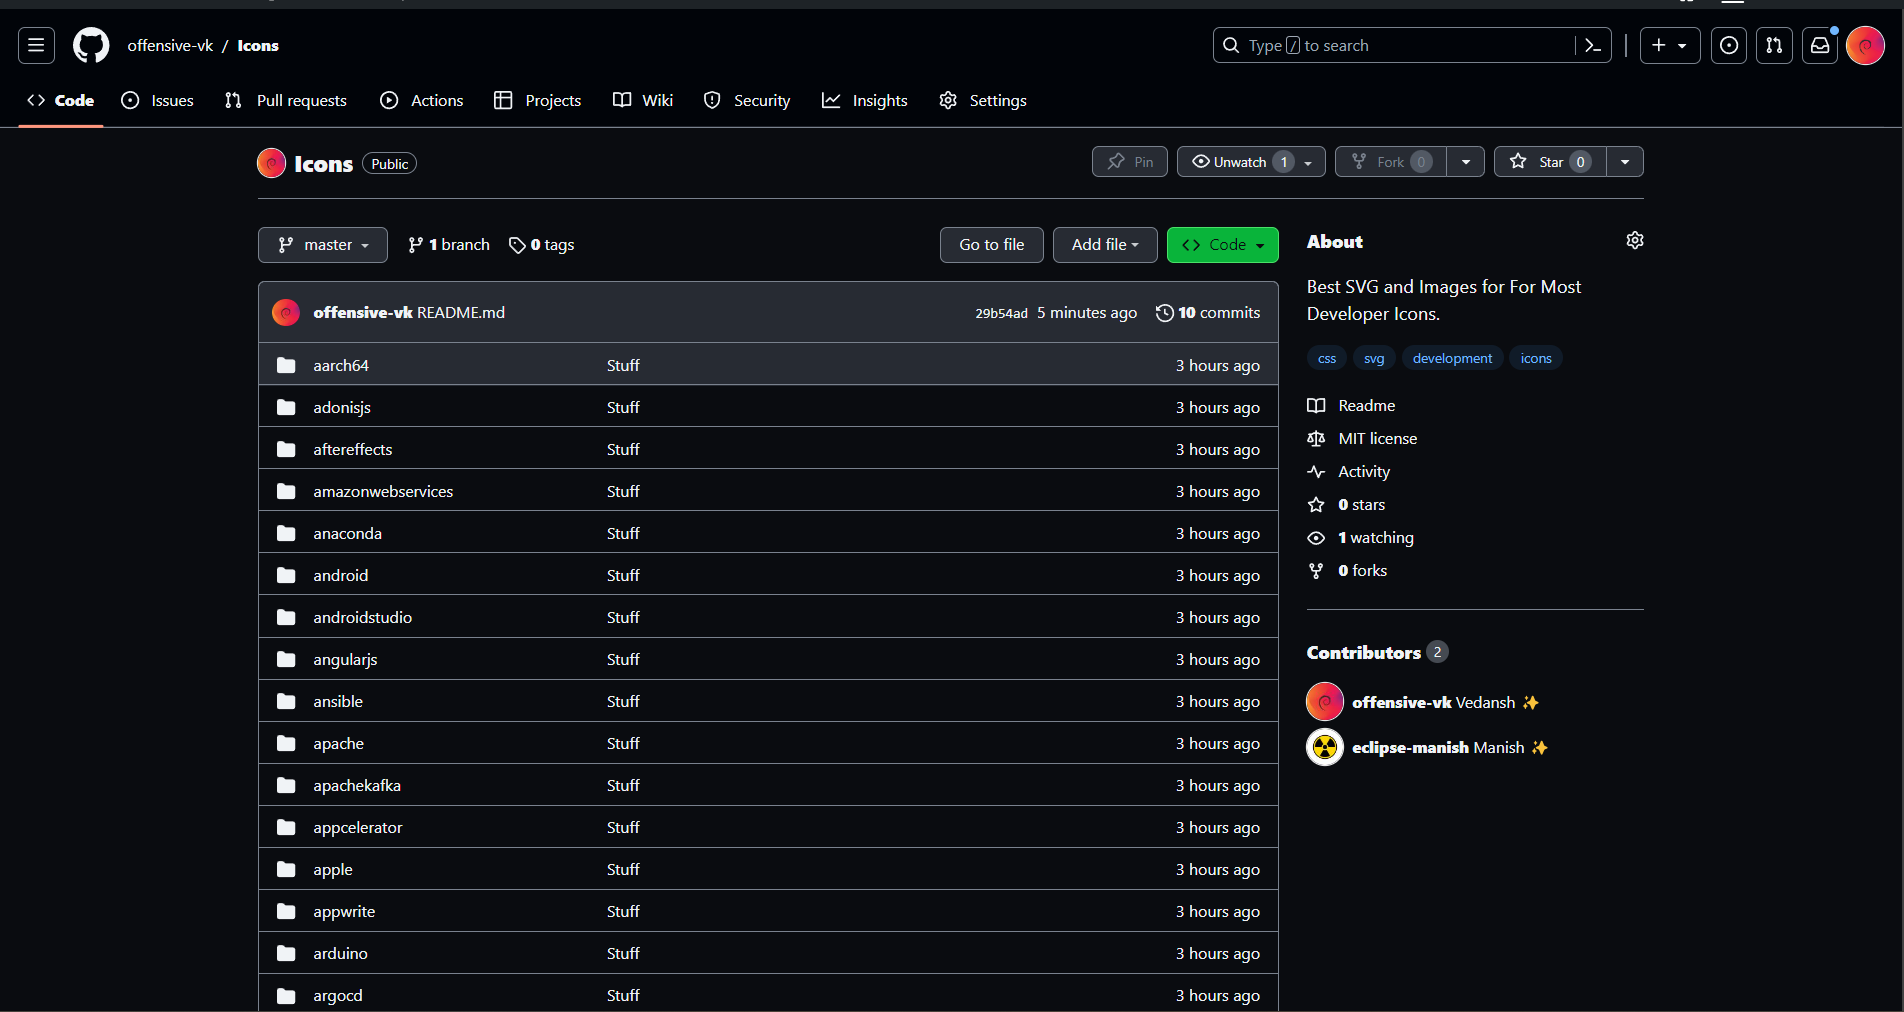 offensive-vk / Icons
Type / to search
Code Issues Pull requests Actions Projects Wiki Security Insights Settings
Icons Public
Pin Unwatch 1 Fork 0 Star 0
master 1 branch 0 tags Go to file Add file Code
offensive-vk README.md 29b54ad 5 minutes ago 10 commits
aarch64 Stuff 3 hours ago
adonisjs Stuff 3 hours ago
aftereffects Stuff 3 hours ago
amazonwebservices Stuff 3 hours ago
anaconda Stuff 3 hours ago
android Stuff 3 hours ago
androidstudio Stuff 3 hours ago
angularjs Stuff 3 hours ago
ansible Stuff 3 hours ago
apache Stuff 3 hours ago
apachekafka Stuff 3 hours ago
appcelerator Stuff 3 hours ago
apple Stuff 3 hours ago
appwrite Stuff 3 hours ago
arduino Stuff 3 hours ago
argocd Stuff 3 hours ago
About
Best SVG and Images for For Most
Developer Icons.
css svg development icons
Readme
MIT license
Activity
0 stars
1 watching
0 forks
Contributors 2
offensive-vk Vedansh ✨
eclipse-manish Manish ✨